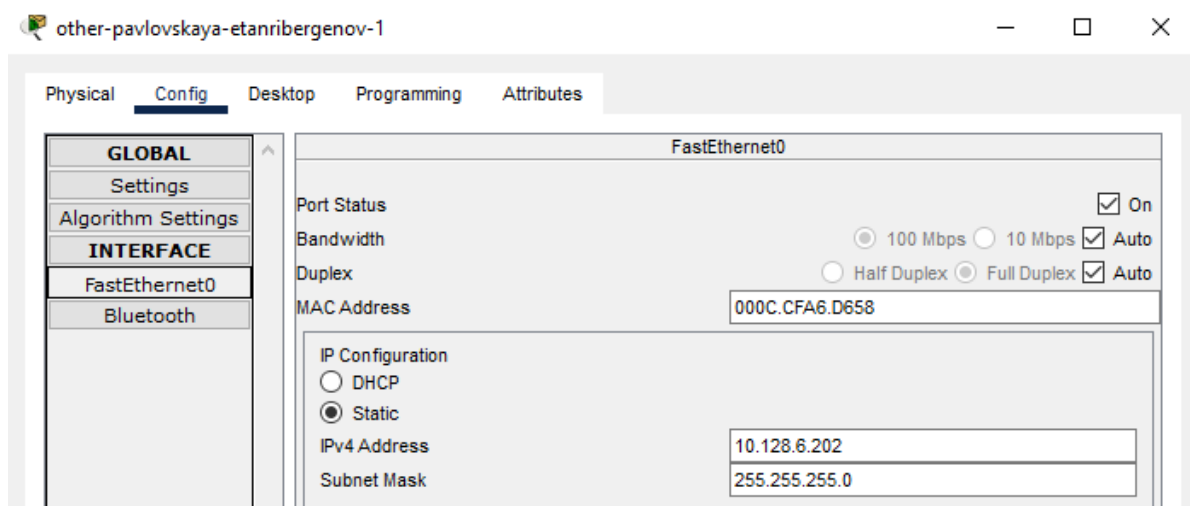 other-pavlovskaya-etanribergenov-1
Physical Config Desktop Programming Attributes
GLOBAL
Settings
Algorithm Settings
INTERFACE
FastEthernet0
Bluetooth
FastEthernet0
Port Status On
Bandwidth 100 Mbps 10 Mbps Auto
Duplex Half Duplex Full Duplex Auto
MAC Address 000C.CFA6.D658
IP Configuration
DHCP
Static
IPv4 Address 10.128.6.202
Subnet Mask 255.255.255.0